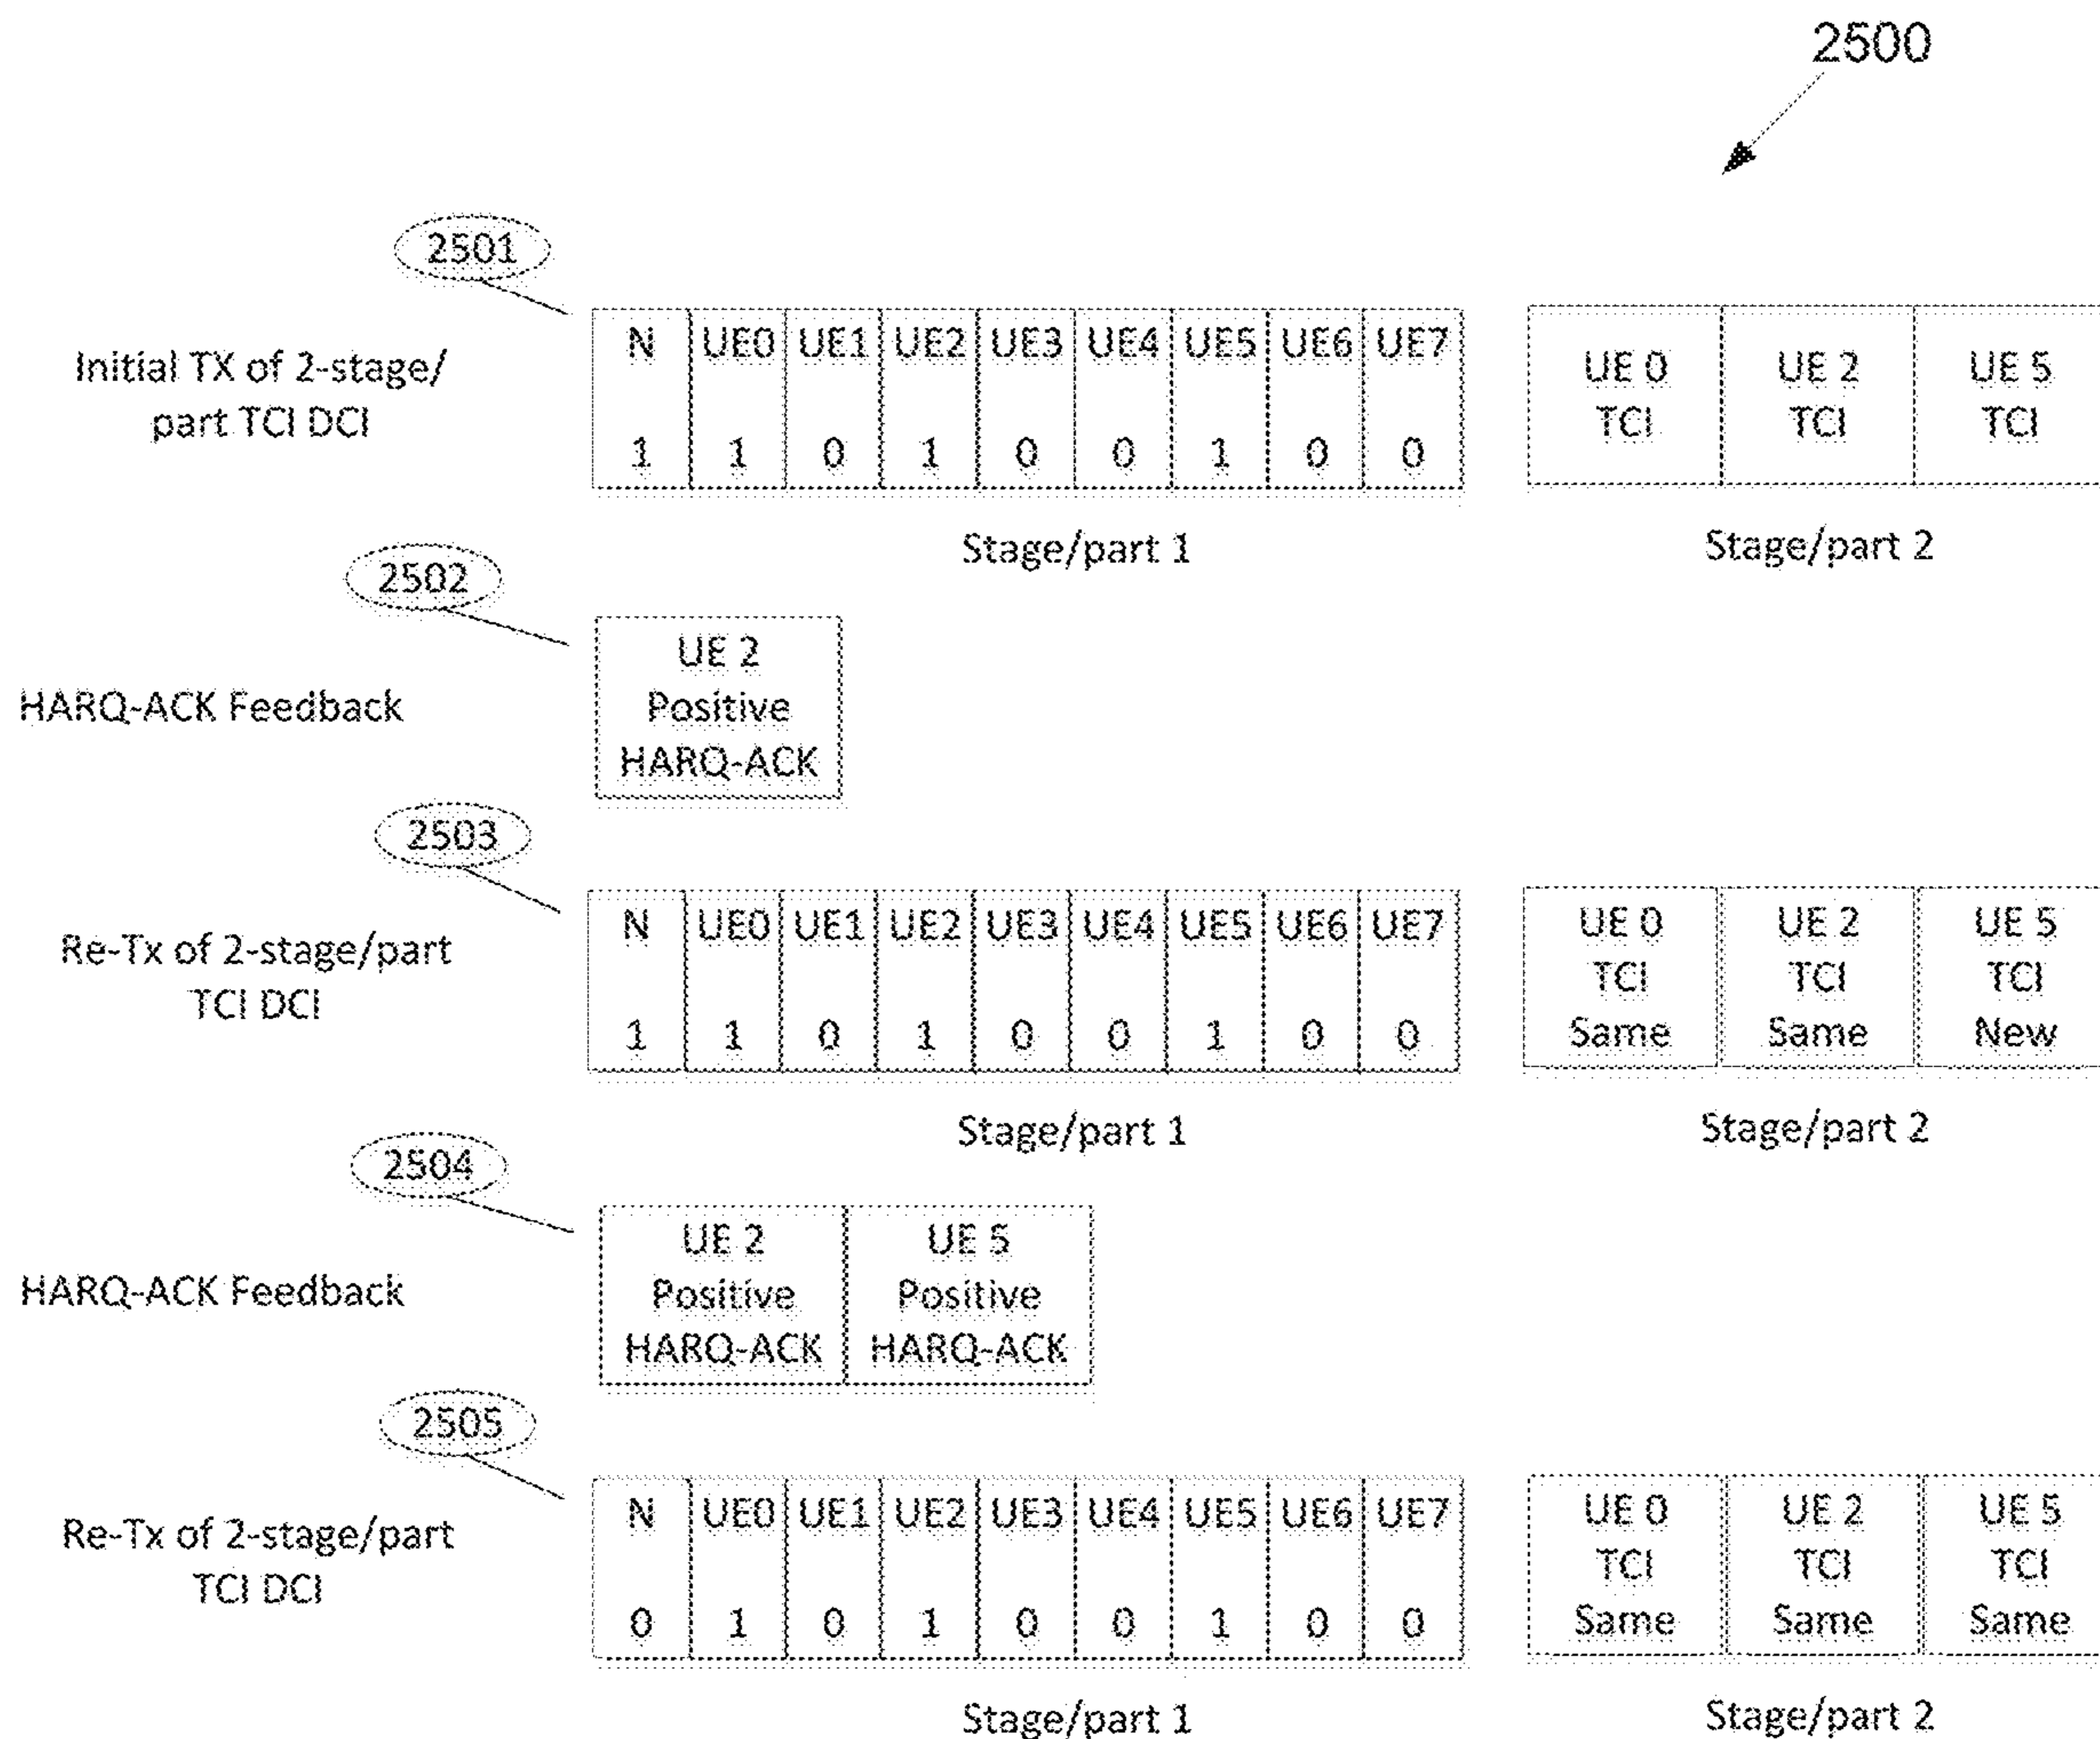 2500
2501
Initial TX of 2-stage/
part TCI DCI
N UE0 UE1 UE2 UE3 UE4 UE5 UE6 UE7
1 1 0 1 0 0 1 0 0
UE 0 UE 2 UE 5
TCI TCI TCI
Stage/part 1 Stage/part 2
2502
HARQ-ACK Feedback
UE 2
Positive
HARQ-ACK
2503
Re-Tx of 2-stage/part
TCI DCI
N UE0 UE1 UE2 UE3 UE4 UE5 UE6 UE7
1 1 0 1 0 0 1 0 0
UE 0 UE 2 UE 5
TCI TCI TCI
Same Same New
Stage/part 1 Stage/part 2
2504
HARQ-ACK Feedback
UE 2 UE 5
Positive Positive
HARQ-ACK HARQ-ACK
2505
Re-Tx of 2-stage/part
TCI DCI
N UE0 UE1 UE2 UE3 UE4 UE5 UE6 UE7
0 1 0 1 0 0 1 0 0
UE 0 UE 2 UE 5
TCI TCI TCI
Same Same Same
Stage/part 1 Stage/part 2